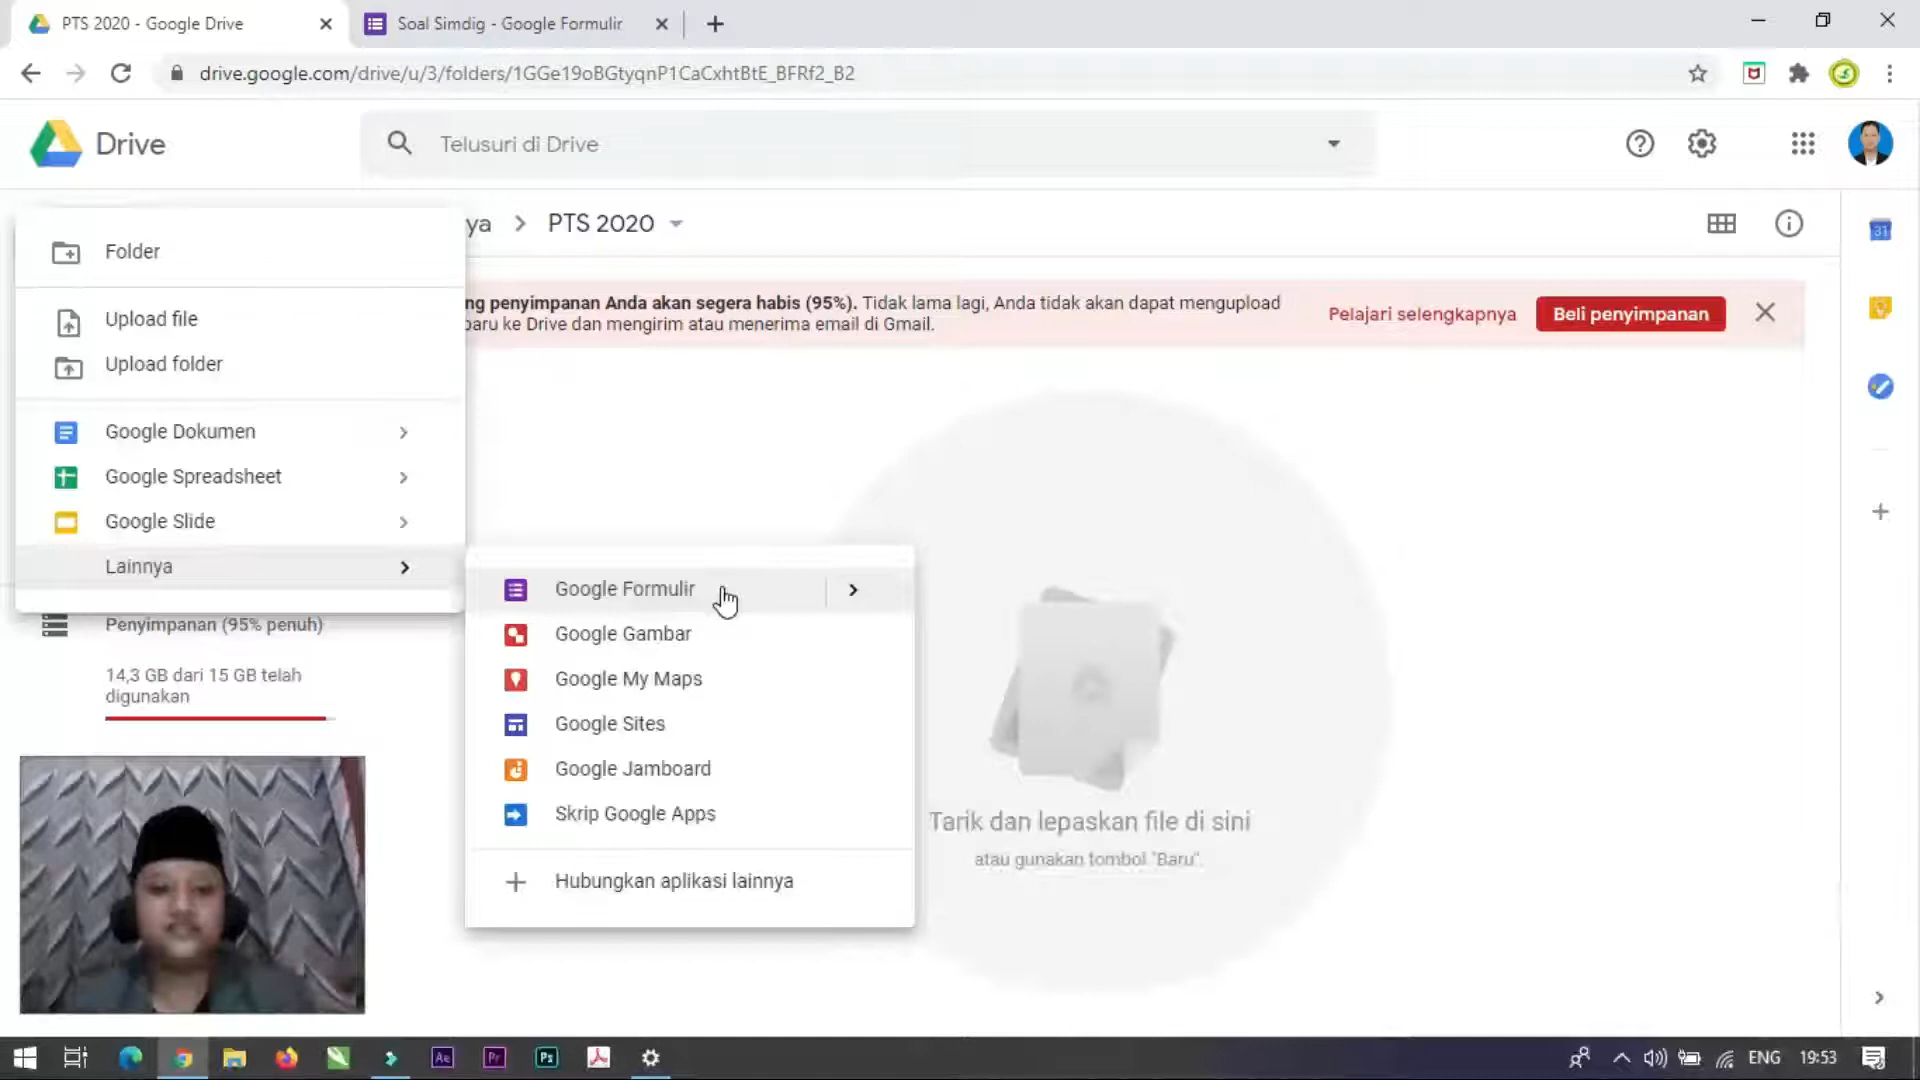 PTS 2020 - Google Drive
Soal Simdig - Google Formulir
drive.google.com/drive/u/3/folders/1GGe19oBGtyqnP1CaCxhtBtE_BFRf2_B2
Drive
Telusuri di Drive
ya
PTS 2020
31
Folder
Upload file
Upload folder
Google Dokumen
Google Spreadsheet
Google Slide
Lainnya
ng penyimpanan Anda akan segera habis (95%). Tidak lama lagi, Anda tidak akan dapat mengupload
baru ke Drive dan mengirim atau menerima email di Gmail.
Pelajari selengkapnya
Beli penyimpanan
Google Formulir
Google Gambar
Google My Maps
Google Sites
Google Jamboard
Skrip Google Apps
Hubungkan aplikasi lainnya
Penyimpanan (95% penuh)
14,3 GB dari 15 GB telah
digunakan
Tarik dan lepaskan file di sini
atau gunakan tombol "Baru".
Ae
Pr
Ps
ENG
19:53